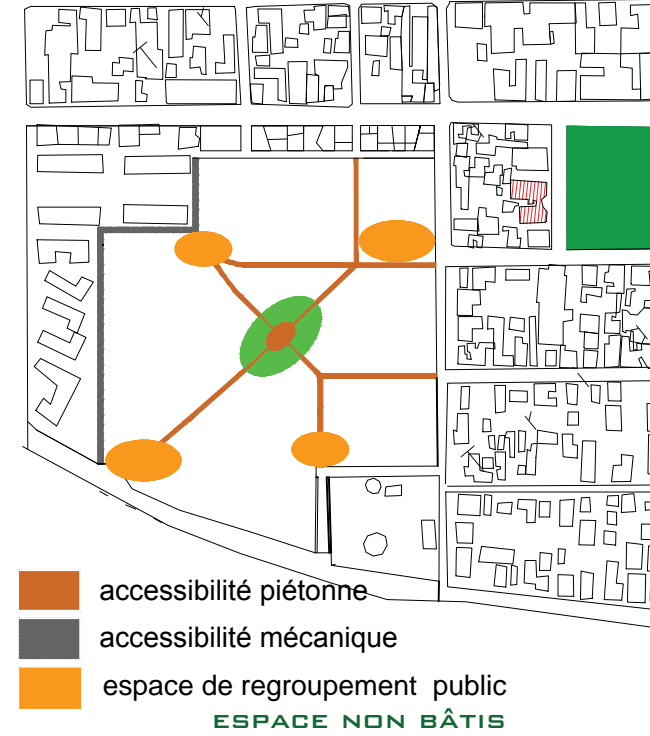 accessibilité piétonne
accessibilité mécanique
espace de regroupement public
ESPACE NON BÂTIS